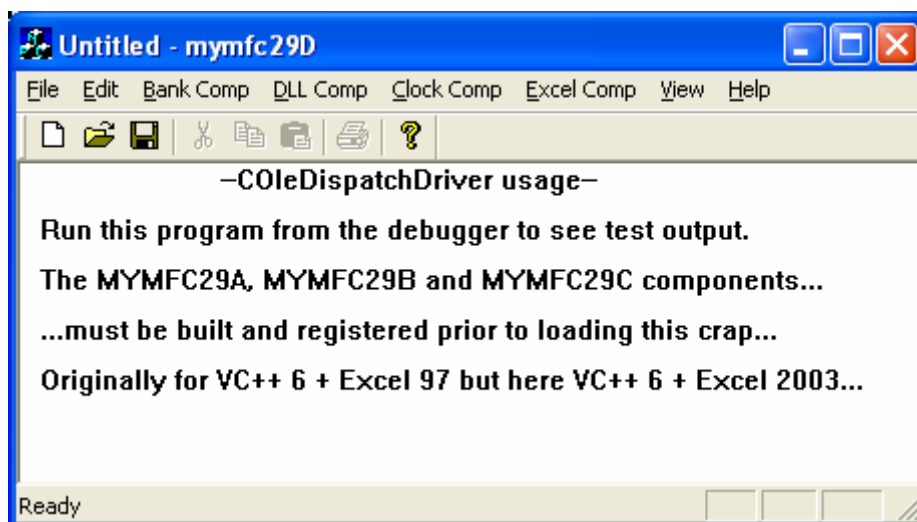 Untitled - mymfc29D
File Edit Bank Comp DLL Comp Clock Comp Excel Comp View Help
–COleDispatchDriver usage–
Run this program from the debugger to see test output.
The MYMFC29A, MYMFC29B and MYMFC29C components...
...must be built and registered prior to loading this crap...
Originally for VC++ 6 + Excel 97 but here VC++ 6 + Excel 2003...
Ready